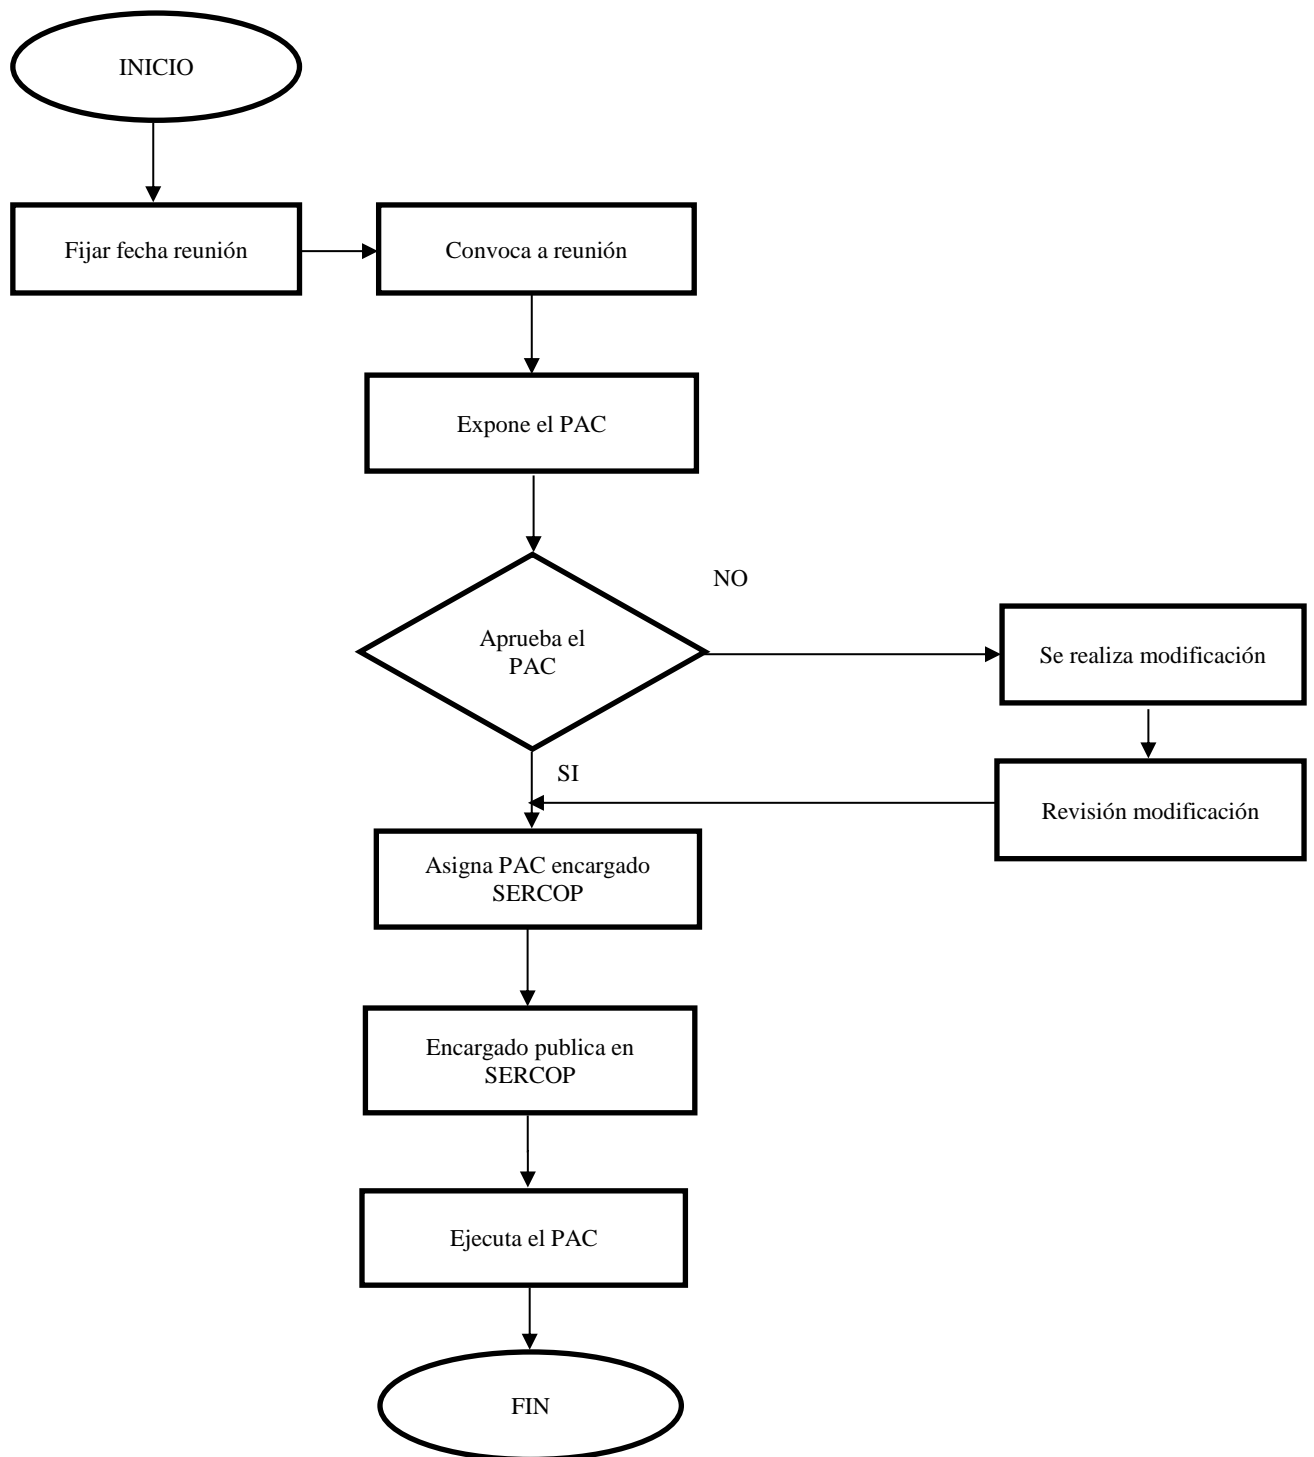 INICIO
Fijar fecha reunión
Convoca a reunión
Expone el PAC
NO
Aprueba el
PAC
Se realiza modificación
SI
Revisión modificación
Asigna PAC encargado
SERCOP
Encargado publica en
SERCOP
Ejecuta el PAC
FIN